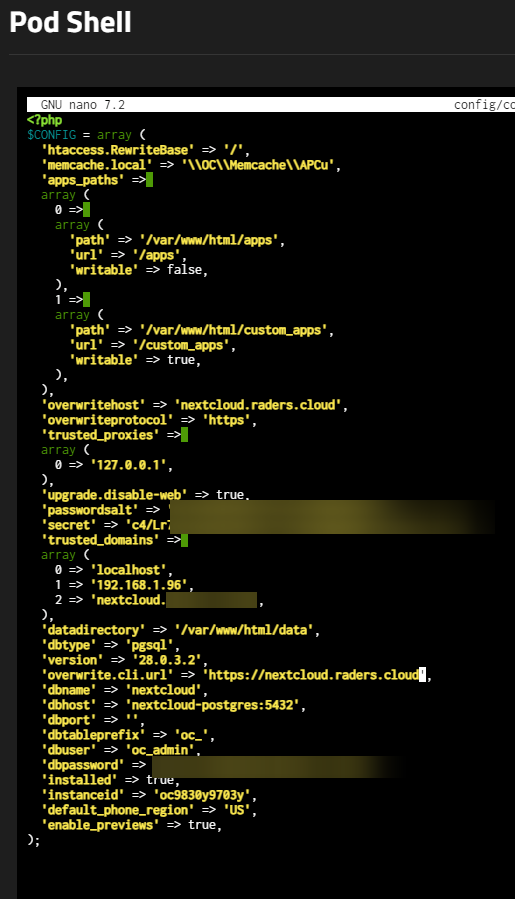 Pod Shell
GNU nano 7.2 config/co
<?php
$CONFIG = array (
'htaccess.RewriteBase' => '/',
'memcache.local' => '\\OC\\Memcache\\APCu',
'apps_paths' =>
array (
0 =>
array (
'path' => '/var/www/html/apps',
'url' => '/apps',
'writable' => false,
),
1 =>
array (
'path' => '/var/www/html/custom_apps',
'url' => '/custom_apps',
'writable' => true,
),
),
'overwritehost' => 'nextcloud.raders.cloud',
'overwriteprotocol' => 'https',
'trusted_proxies' =>
array (
0 => '127.0.0.1',
),
'upgrade.disable-web' => true,
'passwordsalt' => '
'secret' => 'c4/Lr
'trusted_domains' =>
array (
0 => 'localhost',
1 => '192.168.1.96',
2 => 'nextcloud. ,
),
'datadirectory' => '/var/www/html/data',
'dbtype' => 'pgsql',
'version' => '28.0.3.2',
'overwrite.cli.url' => 'https://nextcloud.raders.cloud',
'dbname' => 'nextcloud',
'dbhost' => 'nextcloud-postgres:5432',
'dbport' => '',
'dbtableprefix' => 'oc_',
'dbuser' => 'oc_admin',
'dbpassword' =>
'installed' => true,
'instanceid' => 'oc9830y9703y',
'default_phone_region' => 'US',
'enable_previews' => true,
);